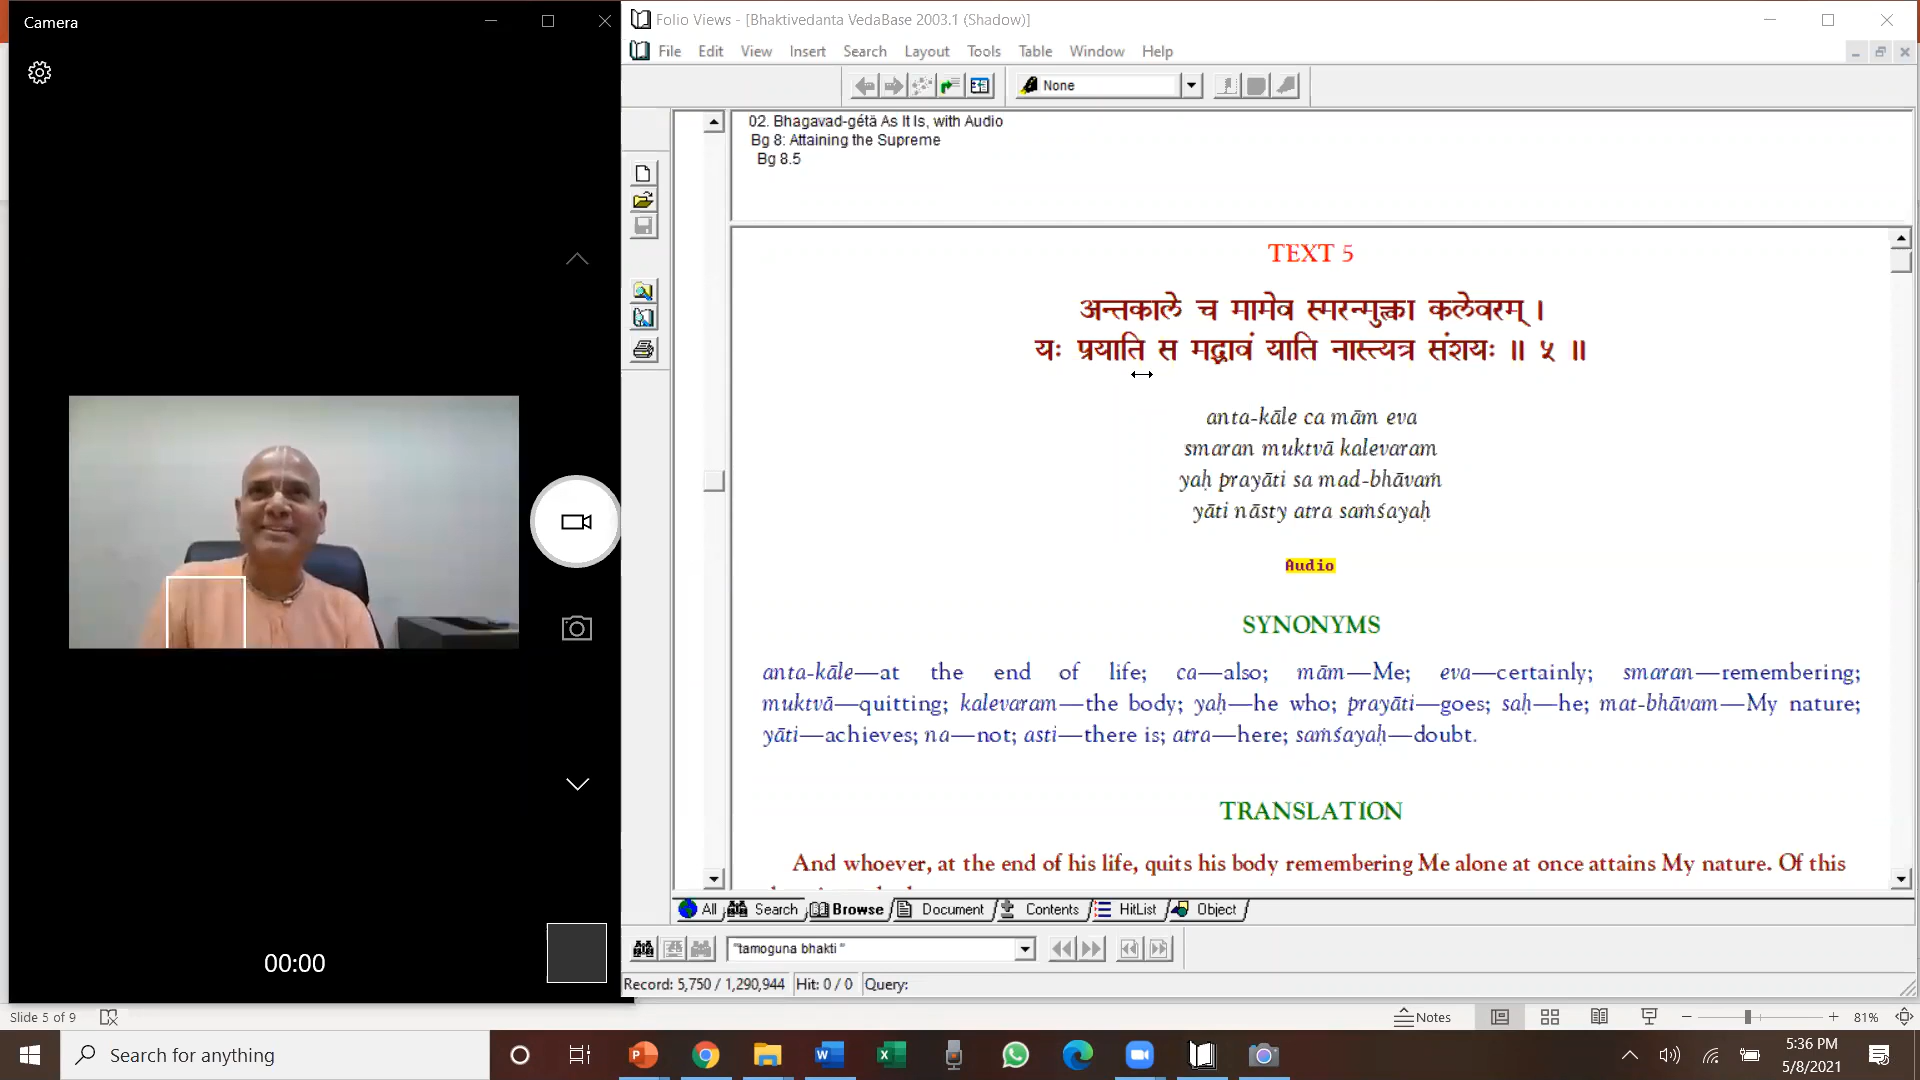 Camera
00:00
Folio Views - [Bhaktivedanta VedaBase 2003.1 (Shadow)]
File Edit View Insert Search Layout Tools Table Window Help
None
02. Bhagavad-gétä As It Is, with Audio
Bg 8: Attaining the Supreme
Bg 8.5
TEXT 5
अन्तकाले च मामेव स्मरन्मुक्त्वा कलेवरम् ।
यः प्रयाति स मद्भावं याति नास्त्यत्र संशयः ॥ ५ ॥
anta-kāle ca mām eva
smaran muktvā kalevaram
yaḥ prayāti sa mad-bhāvaṁ
yāti nāsty atra saṁśayaḥ
Audio
SYNONYMS
anta-kāle—at the end of life; ca—also; mām—Me; eva—certainly; smaran—remembering;
muktvā—quitting; kalevaram—the body; yaḥ—he who; prayāti—goes; saḥ—he; mat-bhāvam—My nature;
yāti—achieves; na—not; asti—there is; atra—here; saṁśayaḥ—doubt.
TRANSLATION
And whoever, at the end of his life, quits his body remembering Me alone at once attains My nature. Of this
All Search Browse Document Contents HitList Object
"tamoguna bhakti "
Record: 5,750 / 1,290,944 Hit: 0 / 0 Query:
Slide 5 of 9 Notes 81%
Search for anything
5:36 PM
5/8/2021